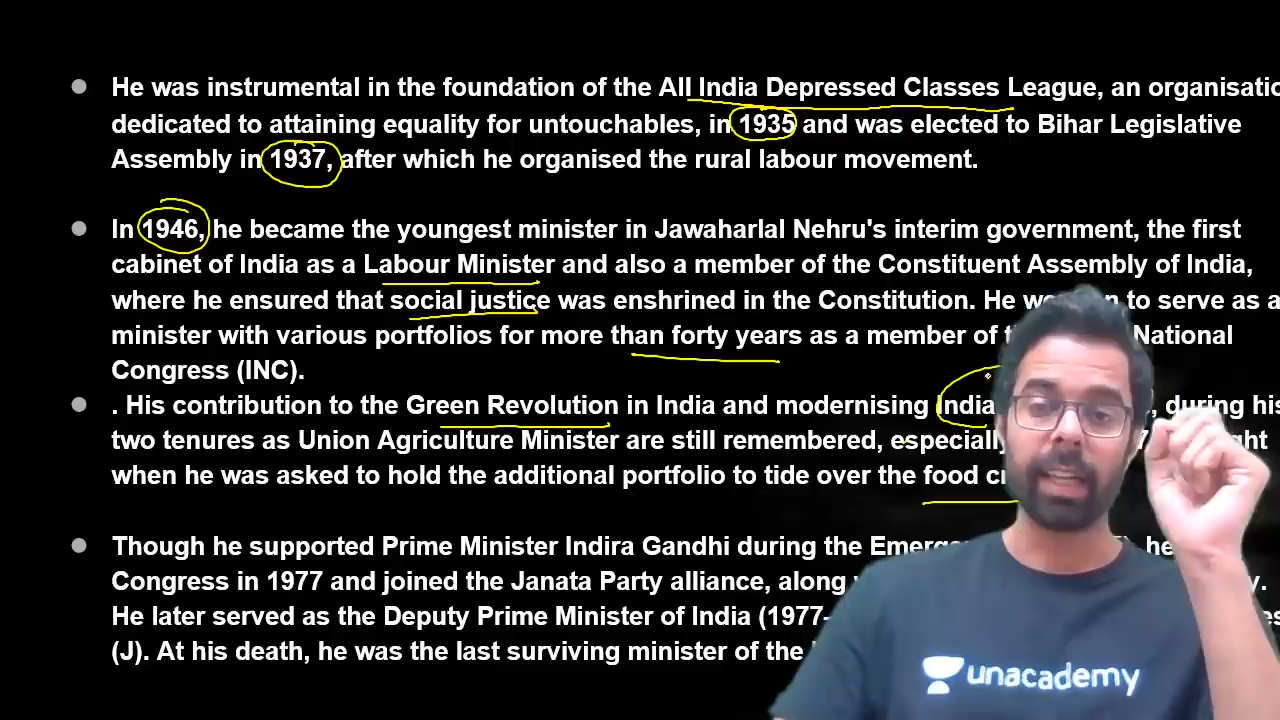 He was instrumental in the foundation of the All India Depressed Classes League, an
dedicated to attaining equality for untouchables, in 1935 and was elected to Bihar Legislative
Assembly in 1937, after which he organised the rural labour movement.
In 1946, he became the youngest minister in Jawaharlal Nehru's interim government, the first
cabinet of India as a Labour Minister and also a member of the Constituent Assembly of India,
where he ensured that social justice was enshrined in the Constitution. He to serve as a
minister with various portfolios for more than forty years as a member of National
Congress (INC).
. His contribution to the Green Revolution in India and modernising during his
two tenures as Union Agriculture Minister are still remembered, especially
when he was asked to hold the additional portfolio to tide over the food
Though he supported Prime Minister Indira Gandhi during the he
Congress in 1977 and joined the Janata Party alliance, along
He later served as the Deputy Prime Minister of India (1977-
(J). At his death, he was the last surviving minister of the
unacademy